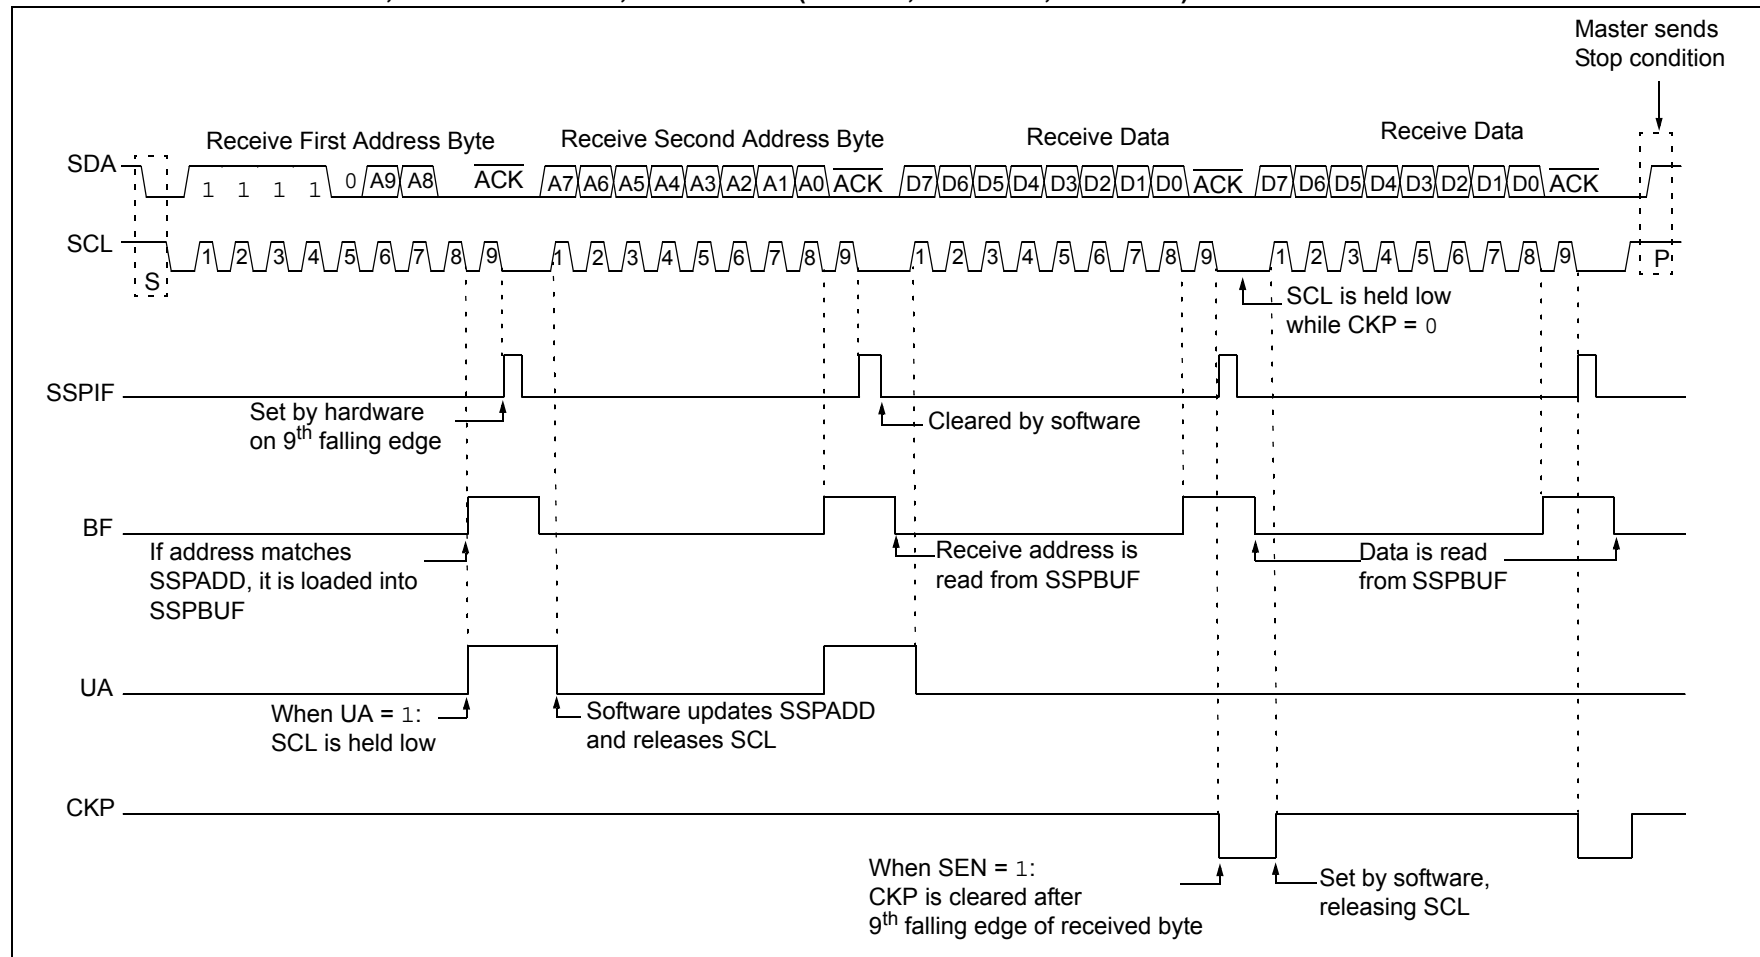 Master sends
Stop condition
Receive First Address Byte
Receive Second Address Byte
Receive Data
Receive Data
SDA
1 1 1 1 0 A9 A8 ACK A7 A6 A5 A4 A3 A2 A1 A0 ACK D7 D6 D5 D4 D3 D2 D1 D0 ACK D7 D6 D5 D4 D3 D2 D1 D0 ACK
SCL
S 1 2 3 4 5 6 7 8 9 1 2 3 4 5 6 7 8 9 1 2 3 4 5 6 7 8 9 1 2 3 4 5 6 7 8 9 P
SCL is held low
while CKP = 0
SSPIF
Set by hardware
on 9th falling edge
Cleared by software
BF
If address matches
SSPADD, it is loaded into
SSPBUF
Receive address is
read from SSPBUF
Data is read
from SSPBUF
UA
When UA = 1:
SCL is held low
Software updates SSPADD
and releases SCL
CKP
When SEN = 1:
CKP is cleared after
9th falling edge of received byte
Set by software,
releasing SCL